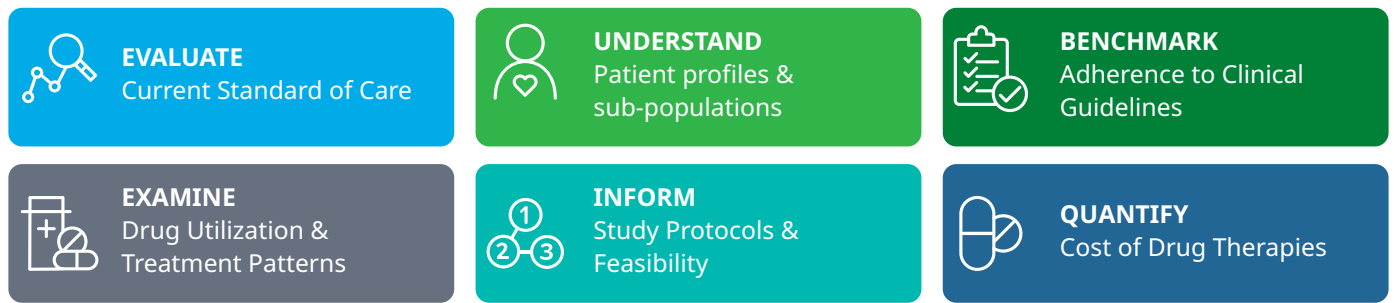 EVALUATE
Current Standard of Care
UNDERSTAND
Patient profiles &
sub-populations
BENCHMARK
Adherence to Clinical
Guidelines
EXAMINE
Drug Utilization &
Treatment Patterns
1
2 3
INFORM
Study Protocols &
Feasibility
QUANTIFY
Cost of Drug Therapies